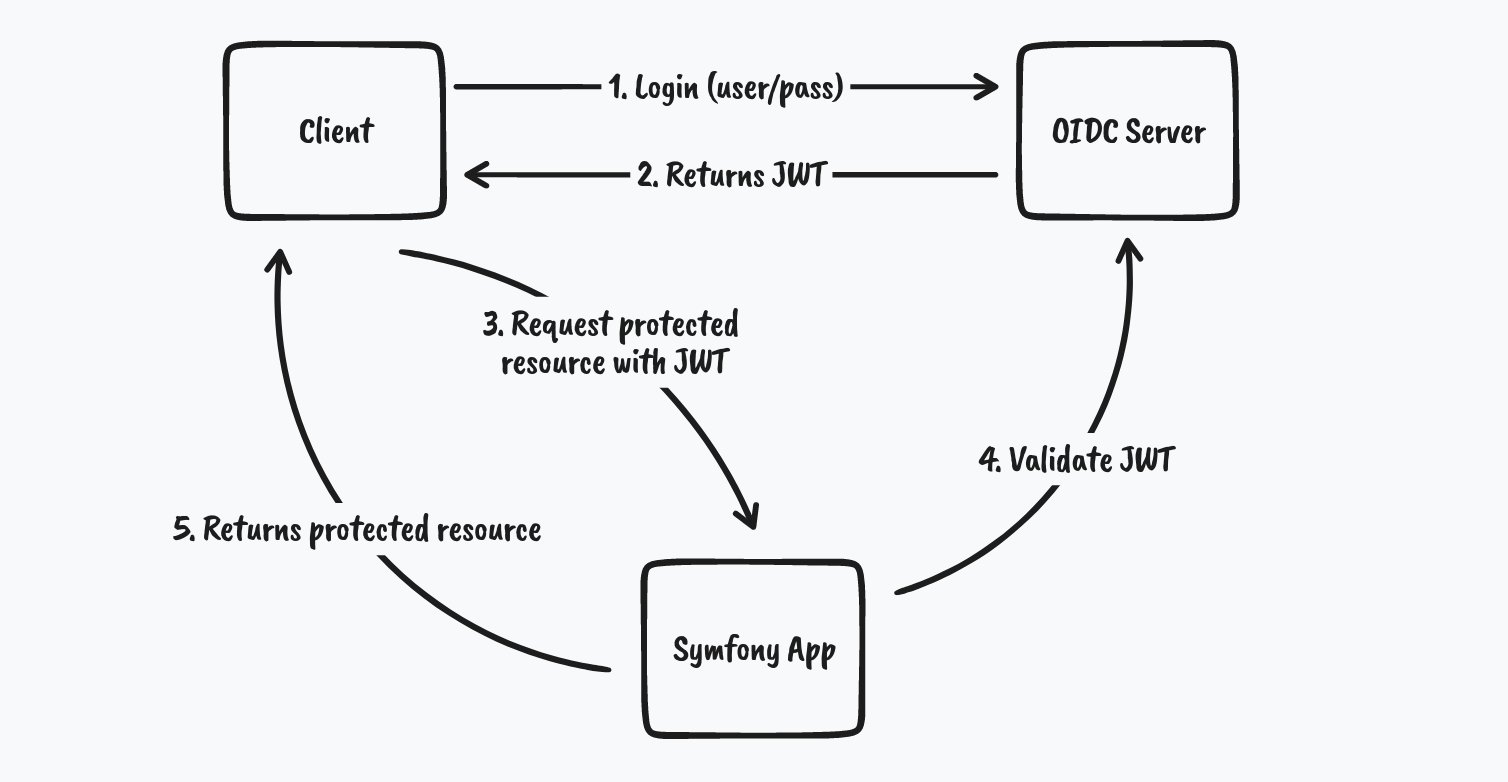 Client
1. Login (user/pass)
OIDC Server
2. Returns JWT
3. Request protected
resource with JWT
4. Validate JWT
5. Returns protected resource
Symfony App